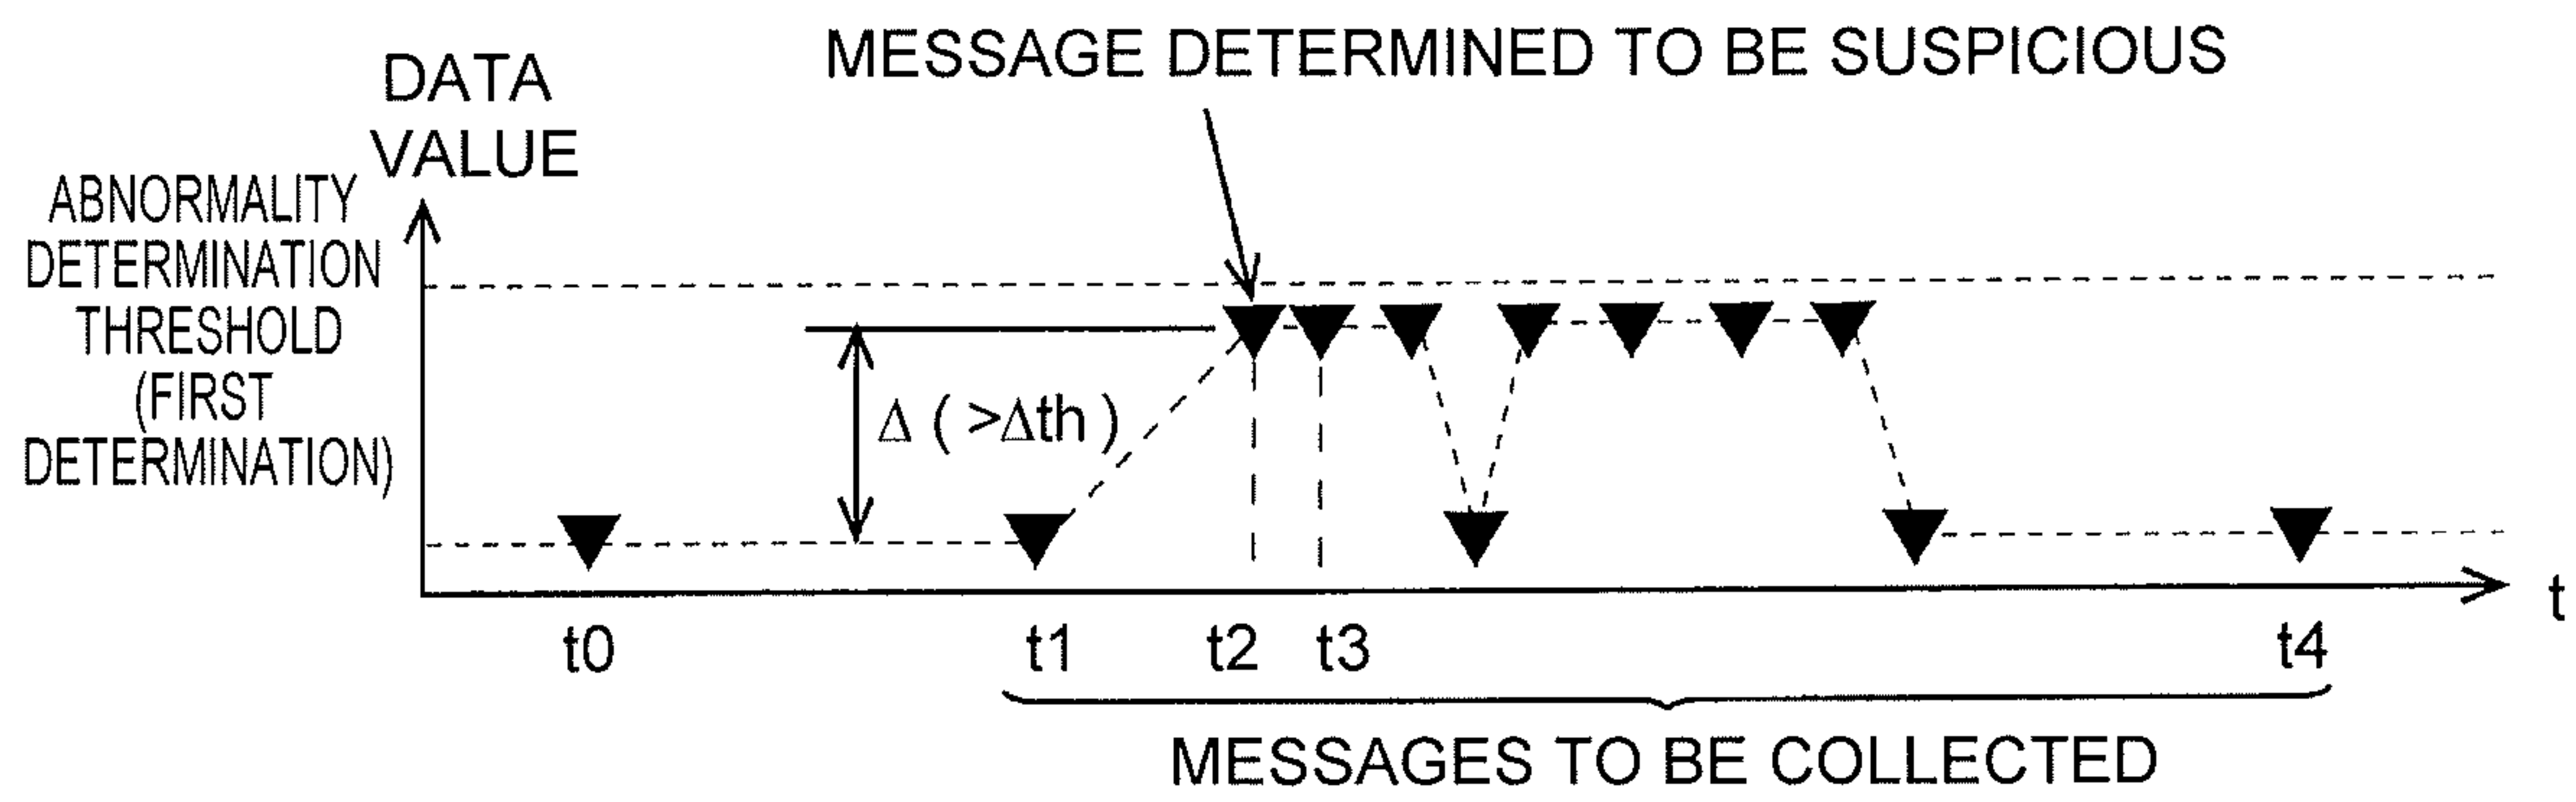 MESSAGE DETERMINED TO BE SUSPICIOUS
DATA
VALUE
ABNORMALITY
DETERMINATION
THRESHOLD
(FIRST
DETERMINATION)
Δ ( >Δth )
t
t0
t1
t2
t3
t4
MESSAGES TO BE COLLECTED